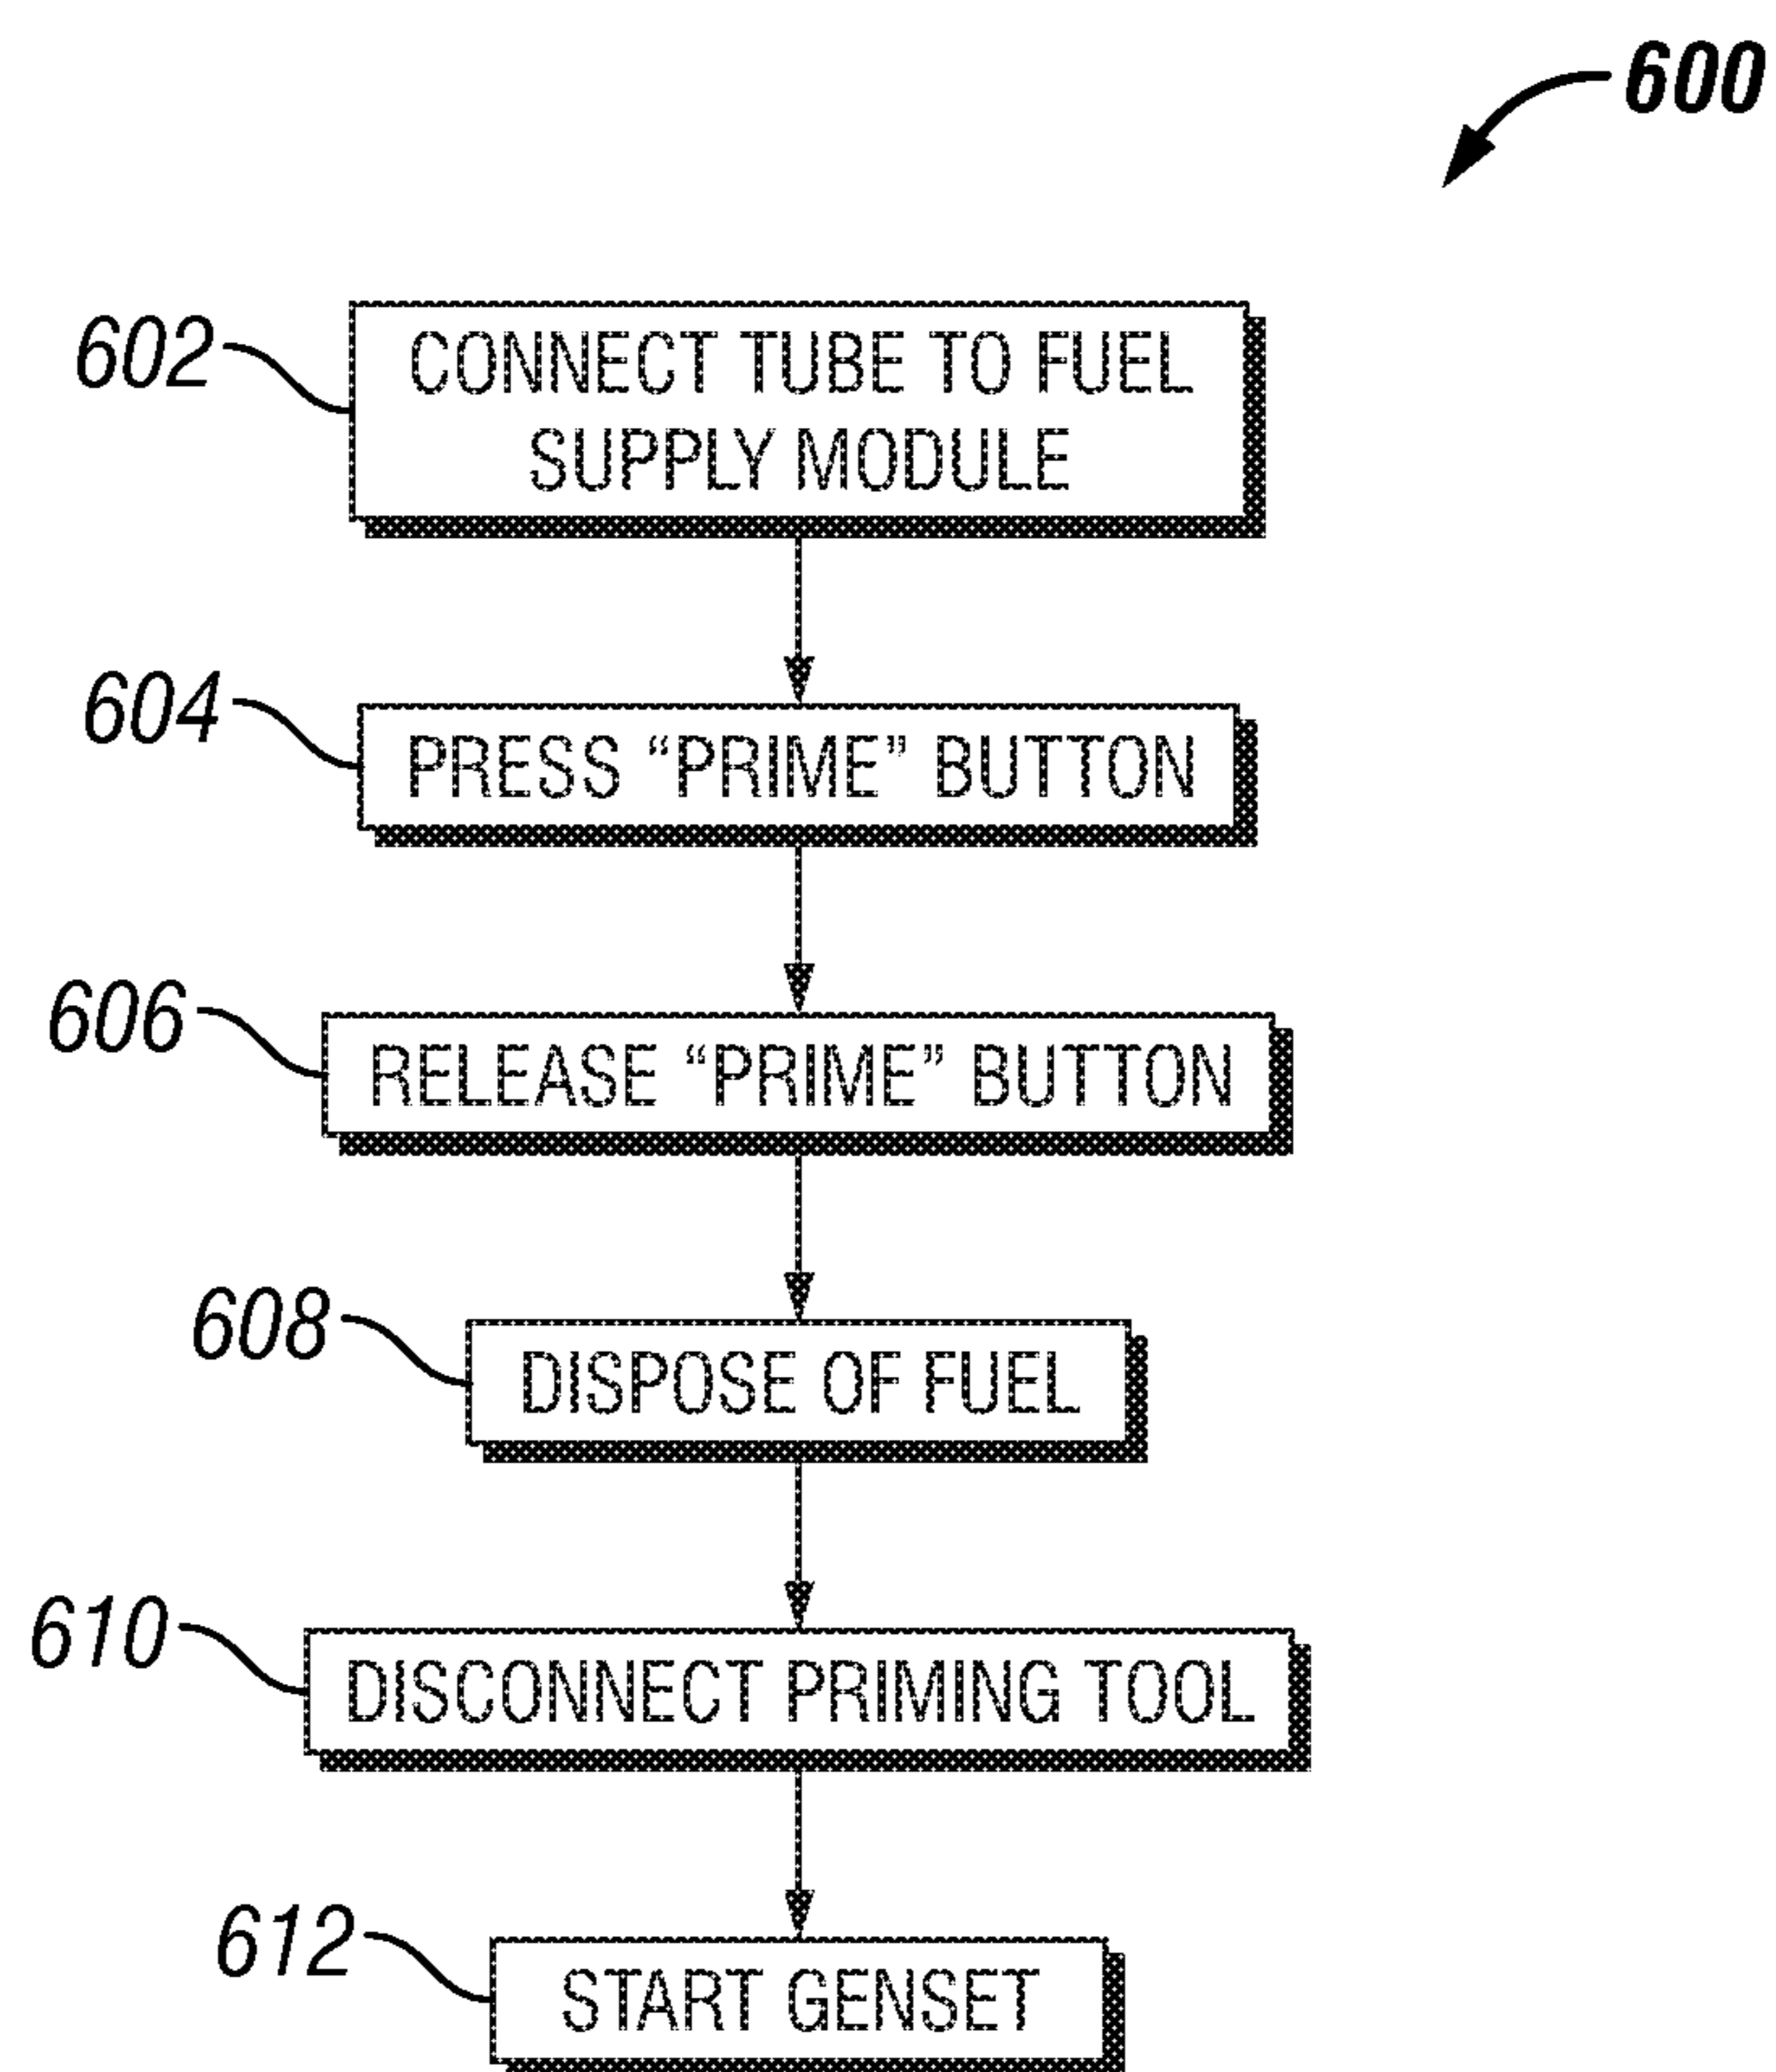 600
602
CONNECT TUBE TO FUEL
SUPPLY MODULE
604
PRESS “PRIME” BUTTON
606
RELEASE “PRIME” BUTTON
608
DISPOSE OF FUEL
610
DISCONNECT PRIMING TOOL
612
START GENSET